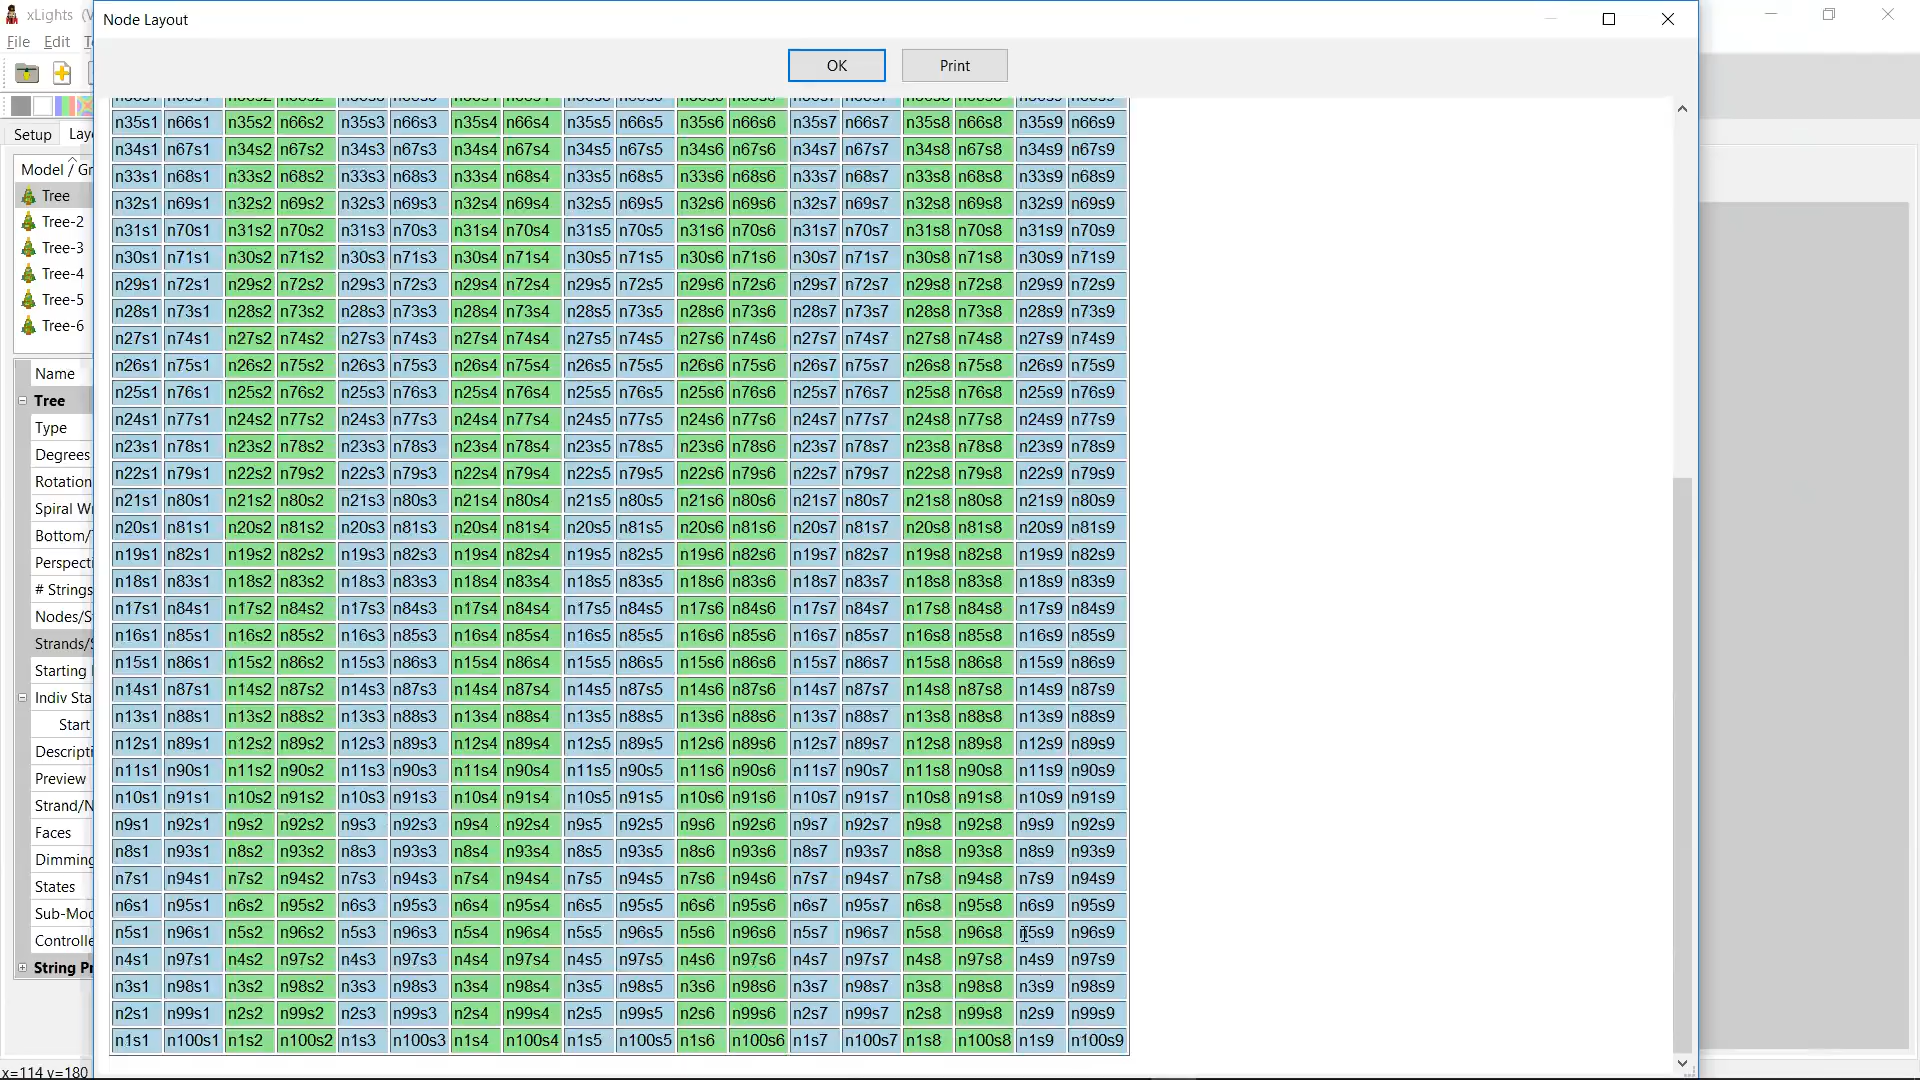 xLights (V
Node Layout
File Edit T
OK Print
n35s1 n66s1 n35s2 n66s2 n35s3 n66s3 n35s4 n66s4 n35s5 n66s5 n35s6 n66s6 n35s7 n66s7 n35s8 n66s8 n35s9 n66s9
n34s1 n67s1 n34s2 n67s2 n34s3 n67s3 n34s4 n67s4 n34s5 n67s5 n34s6 n67s6 n34s7 n67s7 n34s8 n67s8 n34s9 n67s9
n33s1 n68s1 n33s2 n68s2 n33s3 n68s3 n33s4 n68s4 n33s5 n68s5 n33s6 n68s6 n33s7 n68s7 n33s8 n68s8 n33s9 n68s9
n32s1 n69s1 n32s2 n69s2 n32s3 n69s3 n32s4 n69s4 n32s5 n69s5 n32s6 n69s6 n32s7 n69s7 n32s8 n69s8 n32s9 n69s9
n31s1 n70s1 n31s2 n70s2 n31s3 n70s3 n31s4 n70s4 n31s5 n70s5 n31s6 n70s6 n31s7 n70s7 n31s8 n70s8 n31s9 n70s9
n30s1 n71s1 n30s2 n71s2 n30s3 n71s3 n30s4 n71s4 n30s5 n71s5 n30s6 n71s6 n30s7 n71s7 n30s8 n71s8 n30s9 n71s9
n29s1 n72s1 n29s2 n72s2 n29s3 n72s3 n29s4 n72s4 n29s5 n72s5 n29s6 n72s6 n29s7 n72s7 n29s8 n72s8 n29s9 n72s9
n28s1 n73s1 n28s2 n73s2 n28s3 n73s3 n28s4 n73s4 n28s5 n73s5 n28s6 n73s6 n28s7 n73s7 n28s8 n73s8 n28s9 n73s9
n27s1 n74s1 n27s2 n74s2 n27s3 n74s3 n27s4 n74s4 n27s5 n74s5 n27s6 n74s6 n27s7 n74s7 n27s8 n74s8 n27s9 n74s9
n26s1 n75s1 n26s2 n75s2 n26s3 n75s3 n26s4 n75s4 n26s5 n75s5 n26s6 n75s6 n26s7 n75s7 n26s8 n75s8 n26s9 n75s9
n25s1 n76s1 n25s2 n76s2 n25s3 n76s3 n25s4 n76s4 n25s5 n76s5 n25s6 n76s6 n25s7 n76s7 n25s8 n76s8 n25s9 n76s9
n24s1 n77s1 n24s2 n77s2 n24s3 n77s3 n24s4 n77s4 n24s5 n77s5 n24s6 n77s6 n24s7 n77s7 n24s8 n77s8 n24s9 n77s9
n23s1 n78s1 n23s2 n78s2 n23s3 n78s3 n23s4 n78s4 n23s5 n78s5 n23s6 n78s6 n23s7 n78s7 n23s8 n78s8 n23s9 n78s9
n22s1 n79s1 n22s2 n79s2 n22s3 n79s3 n22s4 n79s4 n22s5 n79s5 n22s6 n79s6 n22s7 n79s7 n22s8 n79s8 n22s9 n79s9
n21s1 n80s1 n21s2 n80s2 n21s3 n80s3 n21s4 n80s4 n21s5 n80s5 n21s6 n80s6 n21s7 n80s7 n21s8 n80s8 n21s9 n80s9
n20s1 n81s1 n20s2 n81s2 n20s3 n81s3 n20s4 n81s4 n20s5 n81s5 n20s6 n81s6 n20s7 n81s7 n20s8 n81s8 n20s9 n81s9
n19s1 n82s1 n19s2 n82s2 n19s3 n82s3 n19s4 n82s4 n19s5 n82s5 n19s6 n82s6 n19s7 n82s7 n19s8 n82s8 n19s9 n82s9
n18s1 n83s1 n18s2 n83s2 n18s3 n83s3 n18s4 n83s4 n18s5 n83s5 n18s6 n83s6 n18s7 n83s7 n18s8 n83s8 n18s9 n83s9
n17s1 n84s1 n17s2 n84s2 n17s3 n84s3 n17s4 n84s4 n17s5 n84s5 n17s6 n84s6 n17s7 n84s7 n17s8 n84s8 n17s9 n84s9
n16s1 n85s1 n16s2 n85s2 n16s3 n85s3 n16s4 n85s4 n16s5 n85s5 n16s6 n85s6 n16s7 n85s7 n16s8 n85s8 n16s9 n85s9
n15s1 n86s1 n15s2 n86s2 n15s3 n86s3 n15s4 n86s4 n15s5 n86s5 n15s6 n86s6 n15s7 n86s7 n15s8 n86s8 n15s9 n86s9
n14s1 n87s1 n14s2 n87s2 n14s3 n87s3 n14s4 n87s4 n14s5 n87s5 n14s6 n87s6 n14s7 n87s7 n14s8 n87s8 n14s9 n87s9
n13s1 n88s1 n13s2 n88s2 n13s3 n88s3 n13s4 n88s4 n13s5 n88s5 n13s6 n88s6 n13s7 n88s7 n13s8 n88s8 n13s9 n88s9
n12s1 n89s1 n12s2 n89s2 n12s3 n89s3 n12s4 n89s4 n12s5 n89s5 n12s6 n89s6 n12s7 n89s7 n12s8 n89s8 n12s9 n89s9
n11s1 n90s1 n11s2 n90s2 n11s3 n90s3 n11s4 n90s4 n11s5 n90s5 n11s6 n90s6 n11s7 n90s7 n11s8 n90s8 n11s9 n90s9
n10s1 n91s1 n10s2 n91s2 n10s3 n91s3 n10s4 n91s4 n10s5 n91s5 n10s6 n91s6 n10s7 n91s7 n10s8 n91s8 n10s9 n91s9
n9s1 n92s1 n9s2 n92s2 n9s3 n92s3 n9s4 n92s4 n9s5 n92s5 n9s6 n92s6 n9s7 n92s7 n9s8 n92s8 n9s9 n92s9
n8s1 n93s1 n8s2 n93s2 n8s3 n93s3 n8s4 n93s4 n8s5 n93s5 n8s6 n93s6 n8s7 n93s7 n8s8 n93s8 n8s9 n93s9
n7s1 n94s1 n7s2 n94s2 n7s3 n94s3 n7s4 n94s4 n7s5 n94s5 n7s6 n94s6 n7s7 n94s7 n7s8 n94s8 n7s9 n94s9
n6s1 n95s1 n6s2 n95s2 n6s3 n95s3 n6s4 n95s4 n6s5 n95s5 n6s6 n95s6 n6s7 n95s7 n6s8 n95s8 n6s9 n95s9
n5s1 n96s1 n5s2 n96s2 n5s3 n96s3 n5s4 n96s4 n5s5 n96s5 n5s6 n96s6 n5s7 n96s7 n5s8 n96s8 n5s9 n96s9
n4s1 n97s1 n4s2 n97s2 n4s3 n97s3 n4s4 n97s4 n4s5 n97s5 n4s6 n97s6 n4s7 n97s7 n4s8 n97s8 n4s9 n97s9
n3s1 n98s1 n3s2 n98s2 n3s3 n98s3 n3s4 n98s4 n3s5 n98s5 n3s6 n98s6 n3s7 n98s7 n3s8 n98s8 n3s9 n98s9
n2s1 n99s1 n2s2 n99s2 n2s3 n99s3 n2s4 n99s4 n2s5 n99s5 n2s6 n99s6 n2s7 n99s7 n2s8 n99s8 n2s9 n99s9
n1s1 n100s1 n1s2 n100s2 n1s3 n100s3 n1s4 n100s4 n1s5 n100s5 n1s6 n100s6 n1s7 n100s7 n1s8 n100s8 n1s9 n100s9
Setup Lay
Model / Gr
Tree
Tree-2
Tree-3
Tree-4
Tree-5
Tree-6
Name
Tree
Type
Degrees
Rotation
Spiral Wr
Bottom/
Perspecti
# Strings
Nodes/S
Strands/S
Starting
Indiv Sta
Start
Descripti
Preview
Strand/N
Faces
Dimming
States
Sub-Mod
Controlle
String Pr
x=114 y=180